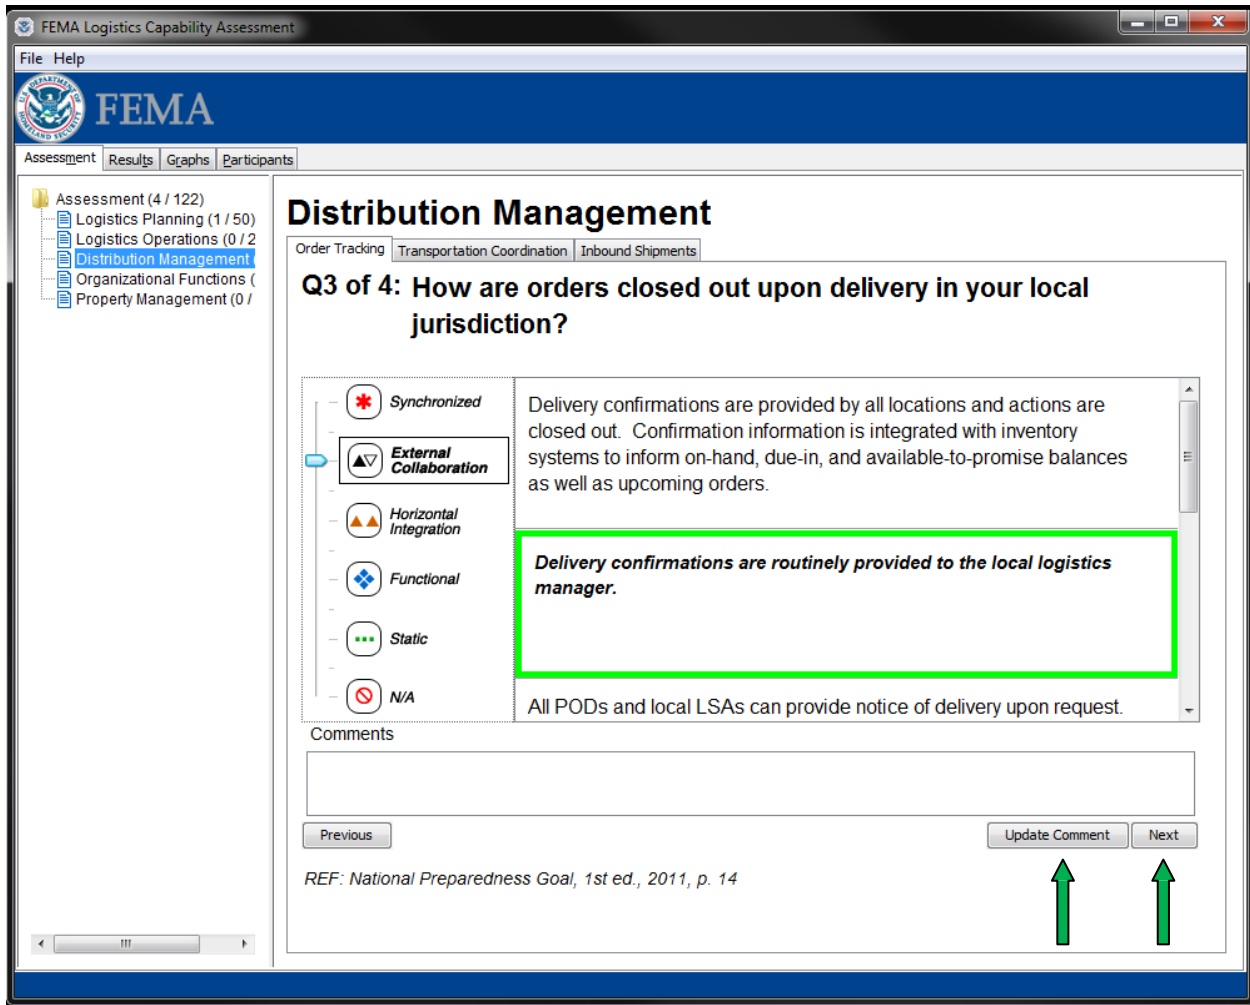 FEMA Logistics Capability Assessment
File Help
FEMA
Assessment Results Graphs Participants
Assessment (4 / 122)
Logistics Planning (1 / 50)
Logistics Operations (0 / 2
Distribution Management (
Organizational Functions (
Property Management (0 /
Distribution Management
Order Tracking Transportation Coordination Inbound Shipments
Q3 of 4: How are orders closed out upon delivery in your local
jurisdiction?
Synchronized
External
Collaboration
Horizontal
Integration
Functional
Static
N/A
Delivery confirmations are provided by all locations and actions are
closed out. Confirmation information is integrated with inventory
systems to inform on-hand, due-in, and available-to-promise balances
as well as upcoming orders.
Delivery confirmations are routinely provided to the local logistics
manager.
All PODs and local LSAs can provide notice of delivery upon request.
Comments
Previous Update Comment Next
REF: National Preparedness Goal, 1st ed., 2011, p. 14